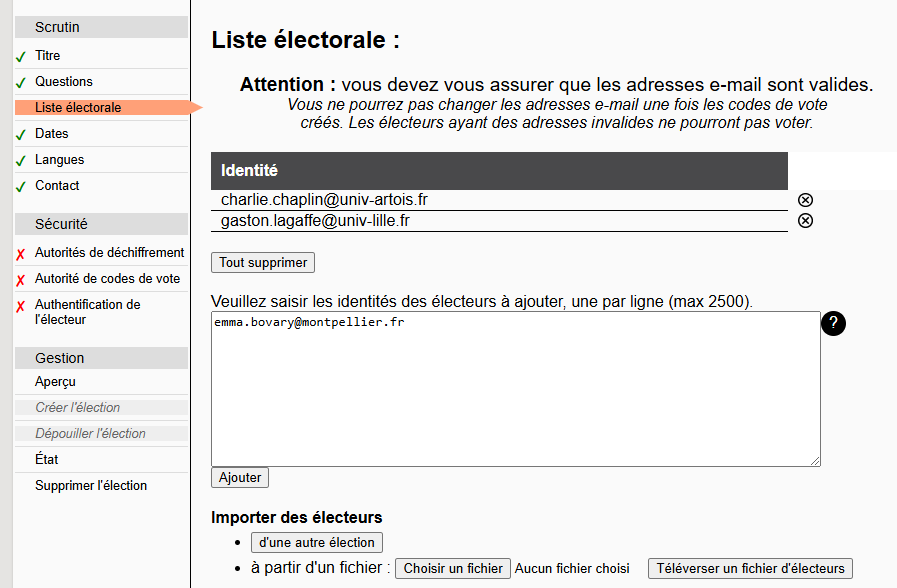 Scrutin
Titre
Questions
Liste électorale
Dates
Langues
Contact
Sécurité
Autorités de déchiffrement
Autorité de codes de vote
Authentification de
l'électeur
Gestion
Aperçu
Créer l'élection
Dépouiller l'élection
État
Supprimer l'élection
Liste électorale :
Attention : vous devez vous assurer que les adresses e-mail sont valides.
Vous ne pourrez pas changer les adresses e-mail une fois les codes de vote
créés. Les électeurs ayant des adresses invalides ne pourront pas voter.
Identité
charlie.chaplin@univ-artois.fr
gaston.lagaffe@univ-lille.fr
Tout supprimer
Veuillez saisir les identités des électeurs à ajouter, une par ligne (max 2500).
emma.bovary@montpellier.fr
?
Ajouter
Importer des électeurs
d'une autre élection
à partir d'un fichier : Choisir un fichier Aucun fichier choisi Téléverser un fichier d'électeurs